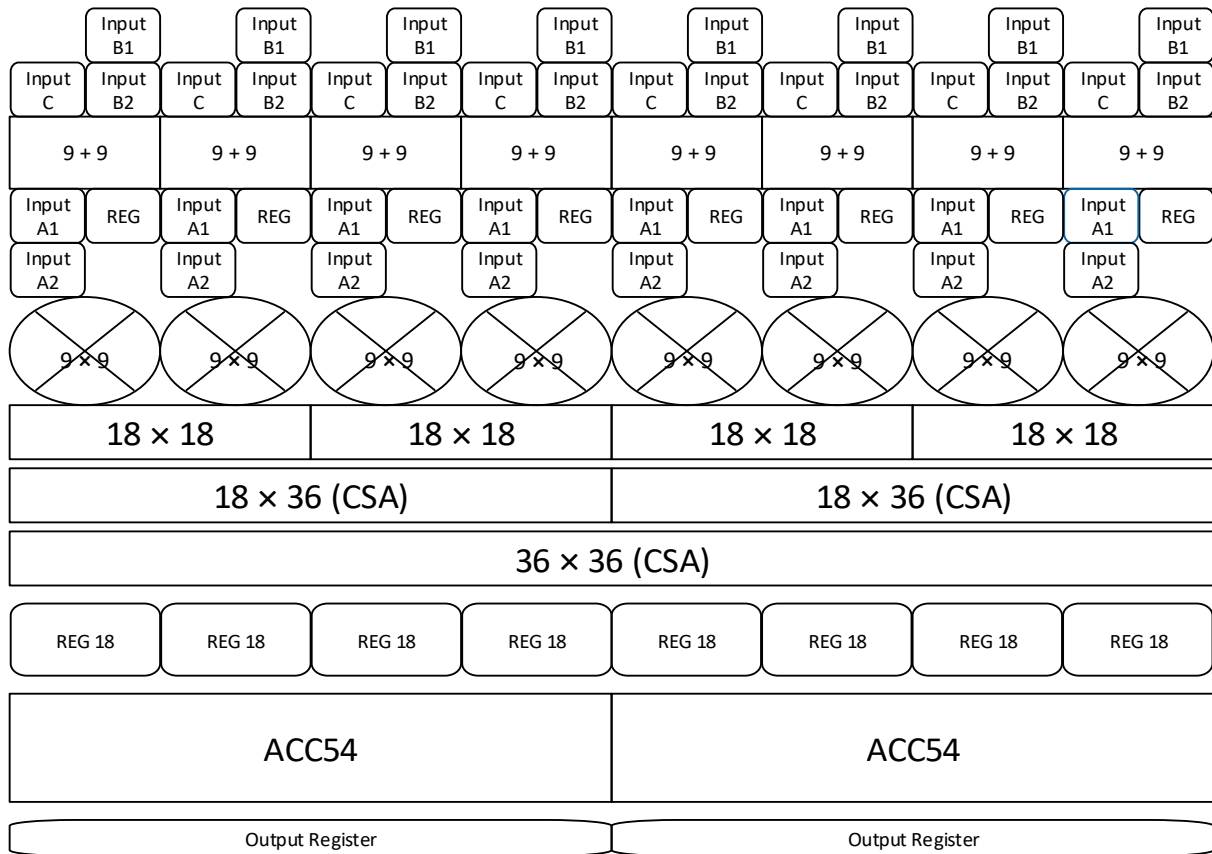 Input Input Input Input Input Input Input Input
B1 B1 B1 B1 B1 B1 B1 B1
Input Input Input Input Input Input Input Input Input Input Input Input Input Input Input Input
C B2 C B2 C B2 C B2 C B2 C B2 C B2 C B2
9 + 9 9 + 9 9 + 9 9 + 9 9 + 9 9 + 9 9 + 9 9 + 9
Input REG Input REG Input REG Input REG Input REG Input REG Input REG Input REG
A1 A1 A1 A1 A1 A1 A1 A1
Input Input Input Input Input Input Input Input
A2 A2 A2 A2 A2 A2 A2 A2
9 × 9 9 × 9 9 × 9 9 × 9 9 × 9 9 × 9 9 × 9 9 × 9
18 × 18 18 × 18 18 × 18 18 × 18
18 × 36 (CSA) 18 × 36 (CSA)
36 × 36 (CSA)
REG 18 REG 18 REG 18 REG 18 REG 18 REG 18 REG 18 REG 18
ACC54 ACC54
Output Register Output Register